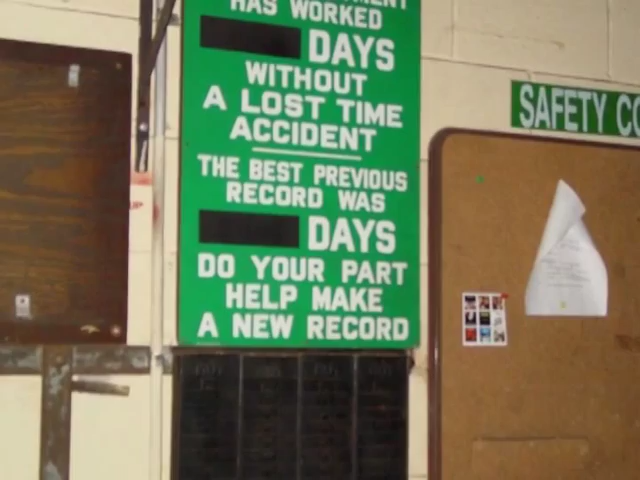 HAS WORKED
DAYS
WITHOUT
A LOST TIME
ACCIDENT
THE BEST PREVIOUS
RECORD WAS
DAYS
DO YOUR PART
HELP MAKE
A NEW RECORD
SAFETY CO